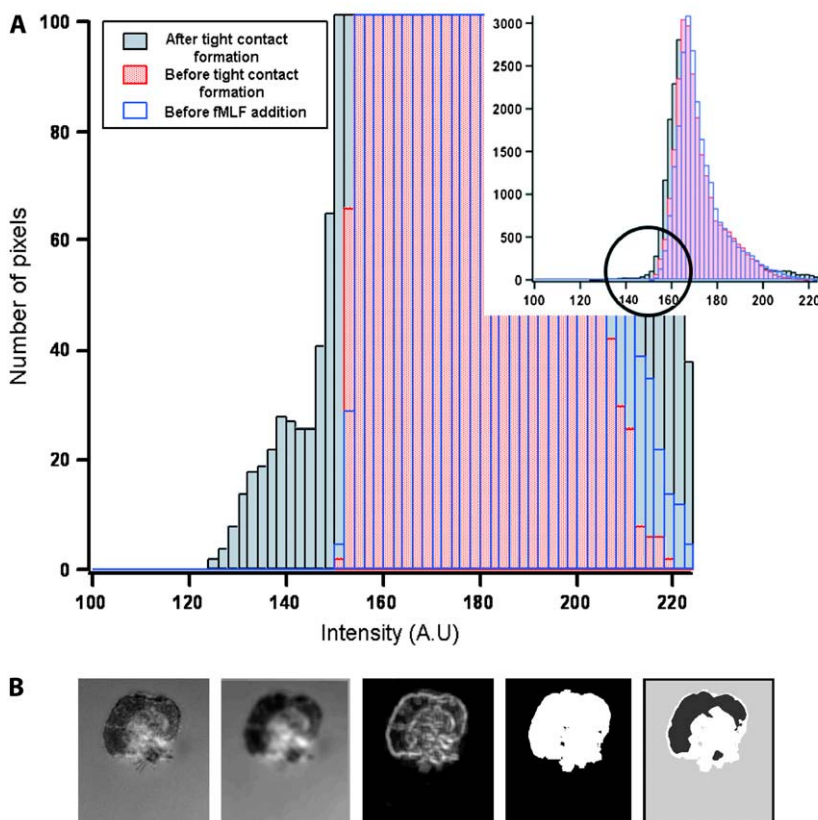 A
After tight contact
formation
Before tight contact
formation
Before fMLF addition
Number of pixels
100
80
60
40
20
0
100 120 140 160 180 200 220
Intensity (A.U)
3000
2500
2000
1500
1000
500
0
100 120 140 160 180 200 220
B